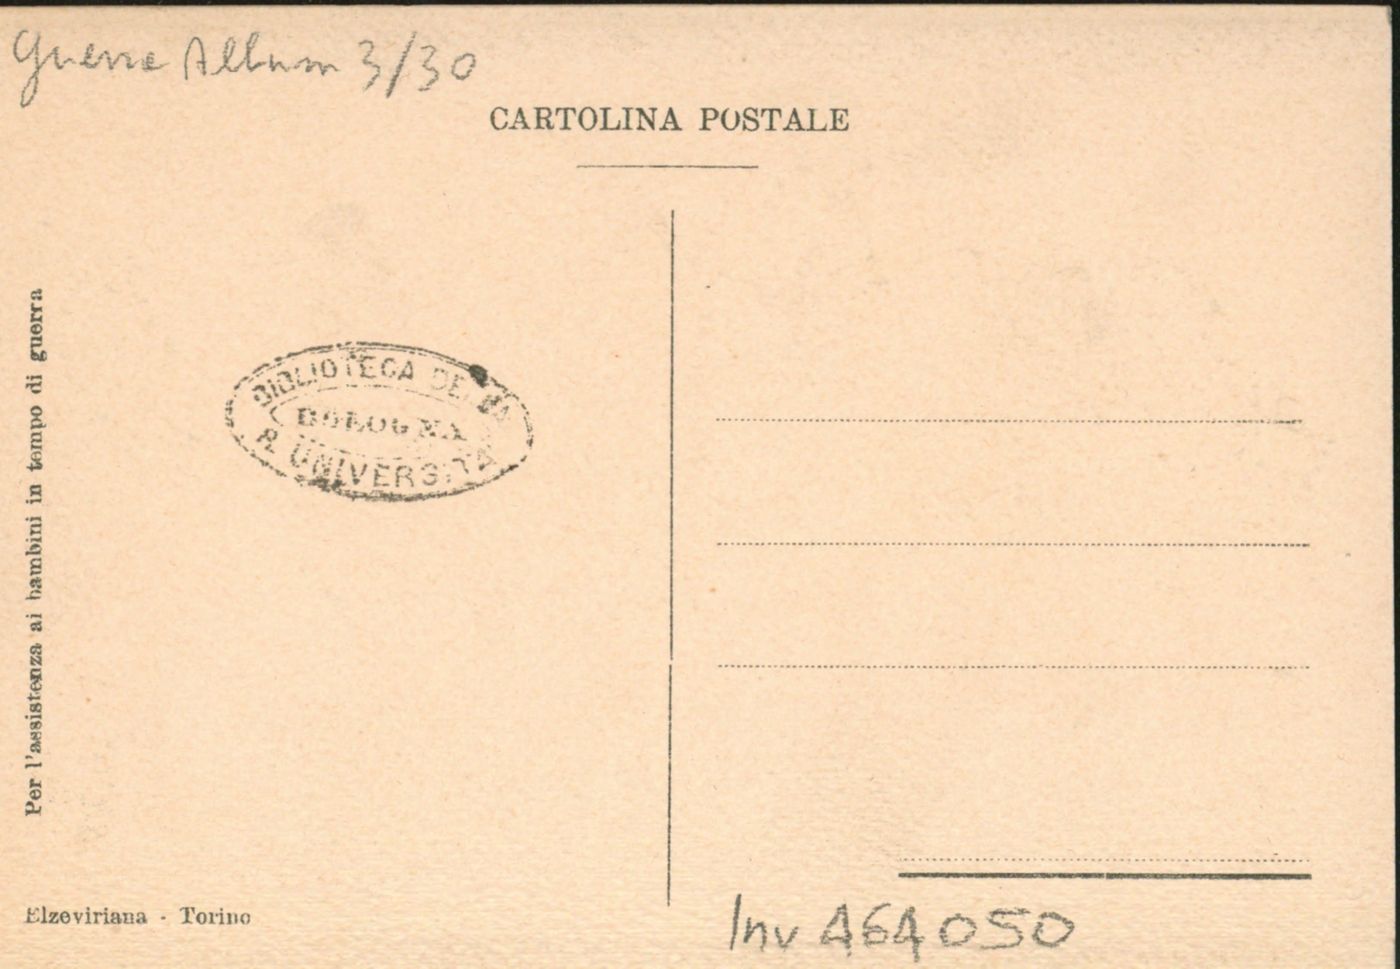 Guerra Album 3/30
CARTOLINA POSTALE
Per l'assistenza ai bambini in tempo di guerra
BIBLIOTECA DELLA
BOLOGNA
R. UNIVERSITÀ
Elzeviriana - Torino
Inv 464050